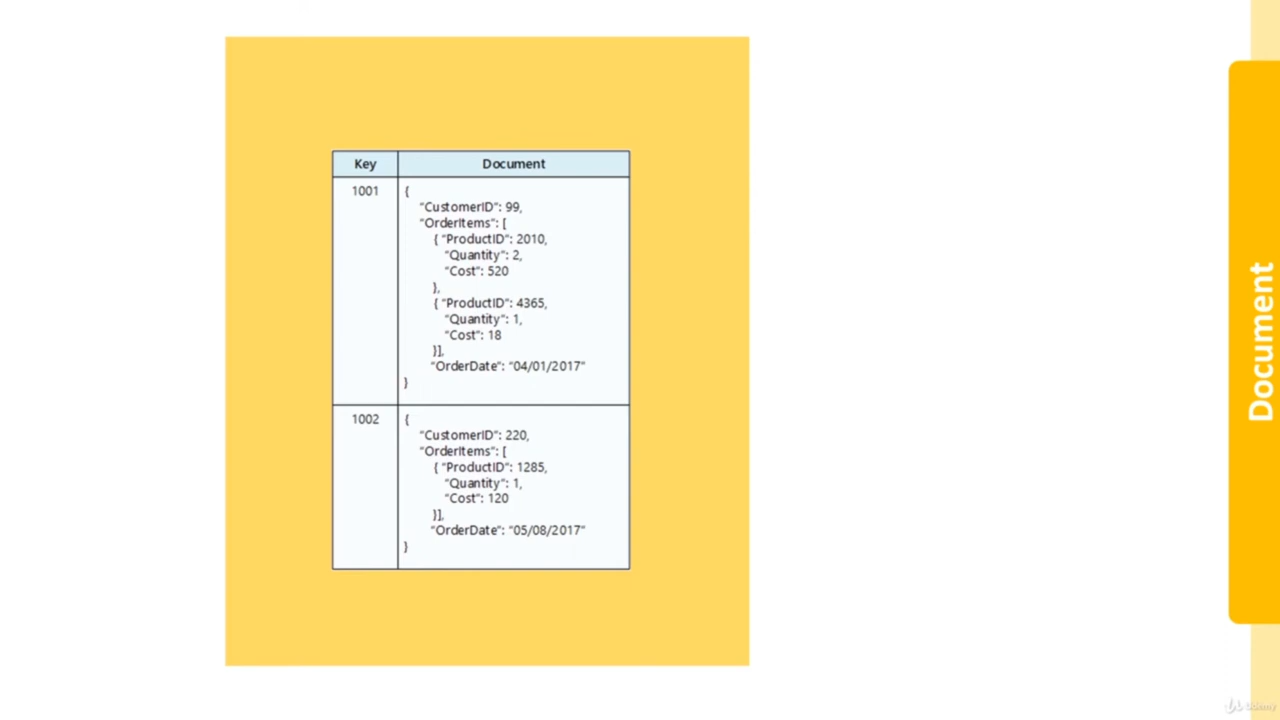 Key Document
1001 {
"CustomerID": 99,
"OrderItems": [
{ "ProductID": 2010,
"Quantity": 2,
"Cost": 520
},
{ "ProductID": 4365,
"Quantity": 1,
"Cost": 18
}],
"OrderDate": "04/01/2017"
}
1002 {
"CustomerID": 220,
"OrderItems": [
{ "ProductID": 1285,
"Quantity": 1,
"Cost": 120
}],
"OrderDate": "05/08/2017"
}
Document
Udemy